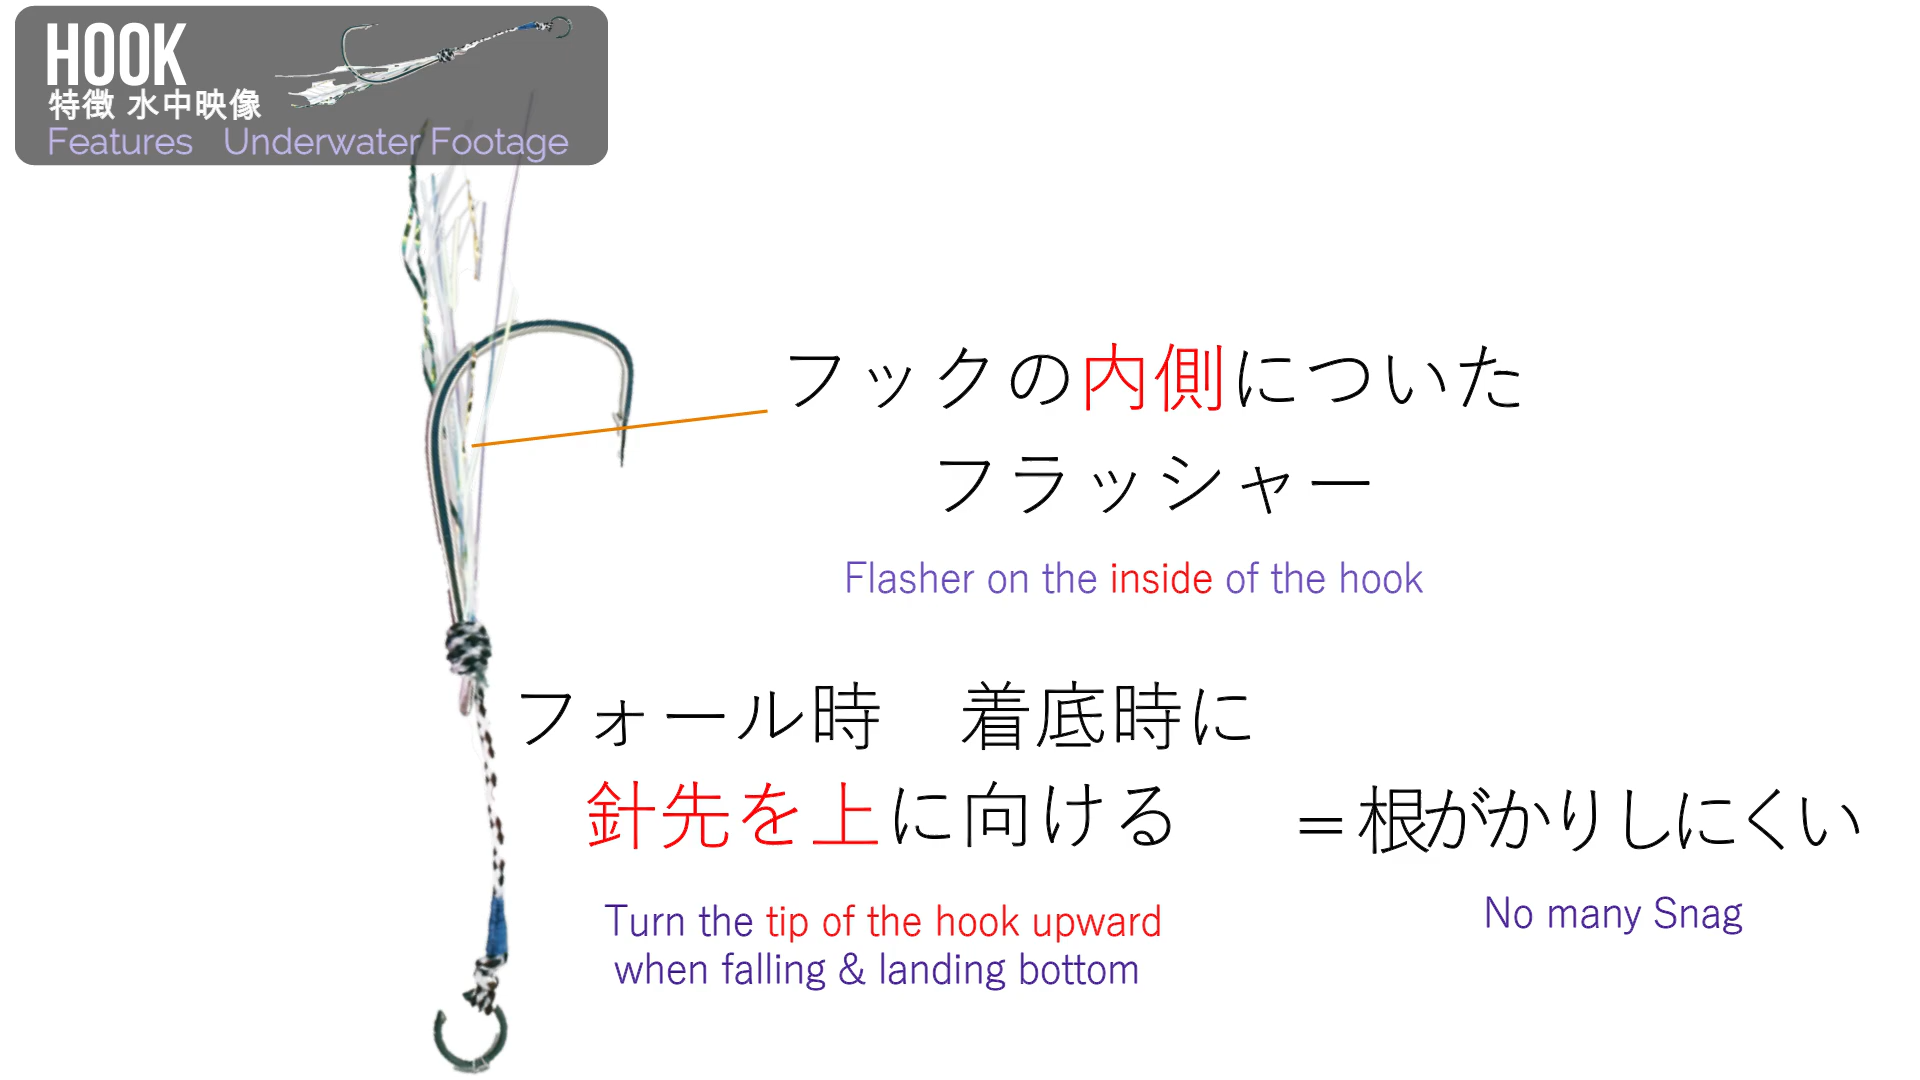 HOOK
特徴 水中映像
Features Underwater Footage
フックの内側についた
フラッシャー
Flasher on the inside of the hook
フォール時　着底時に
針先を上に向ける
＝根がかりしにくい
Turn the tip of the hook upward
when falling & landing bottom
No many Snag